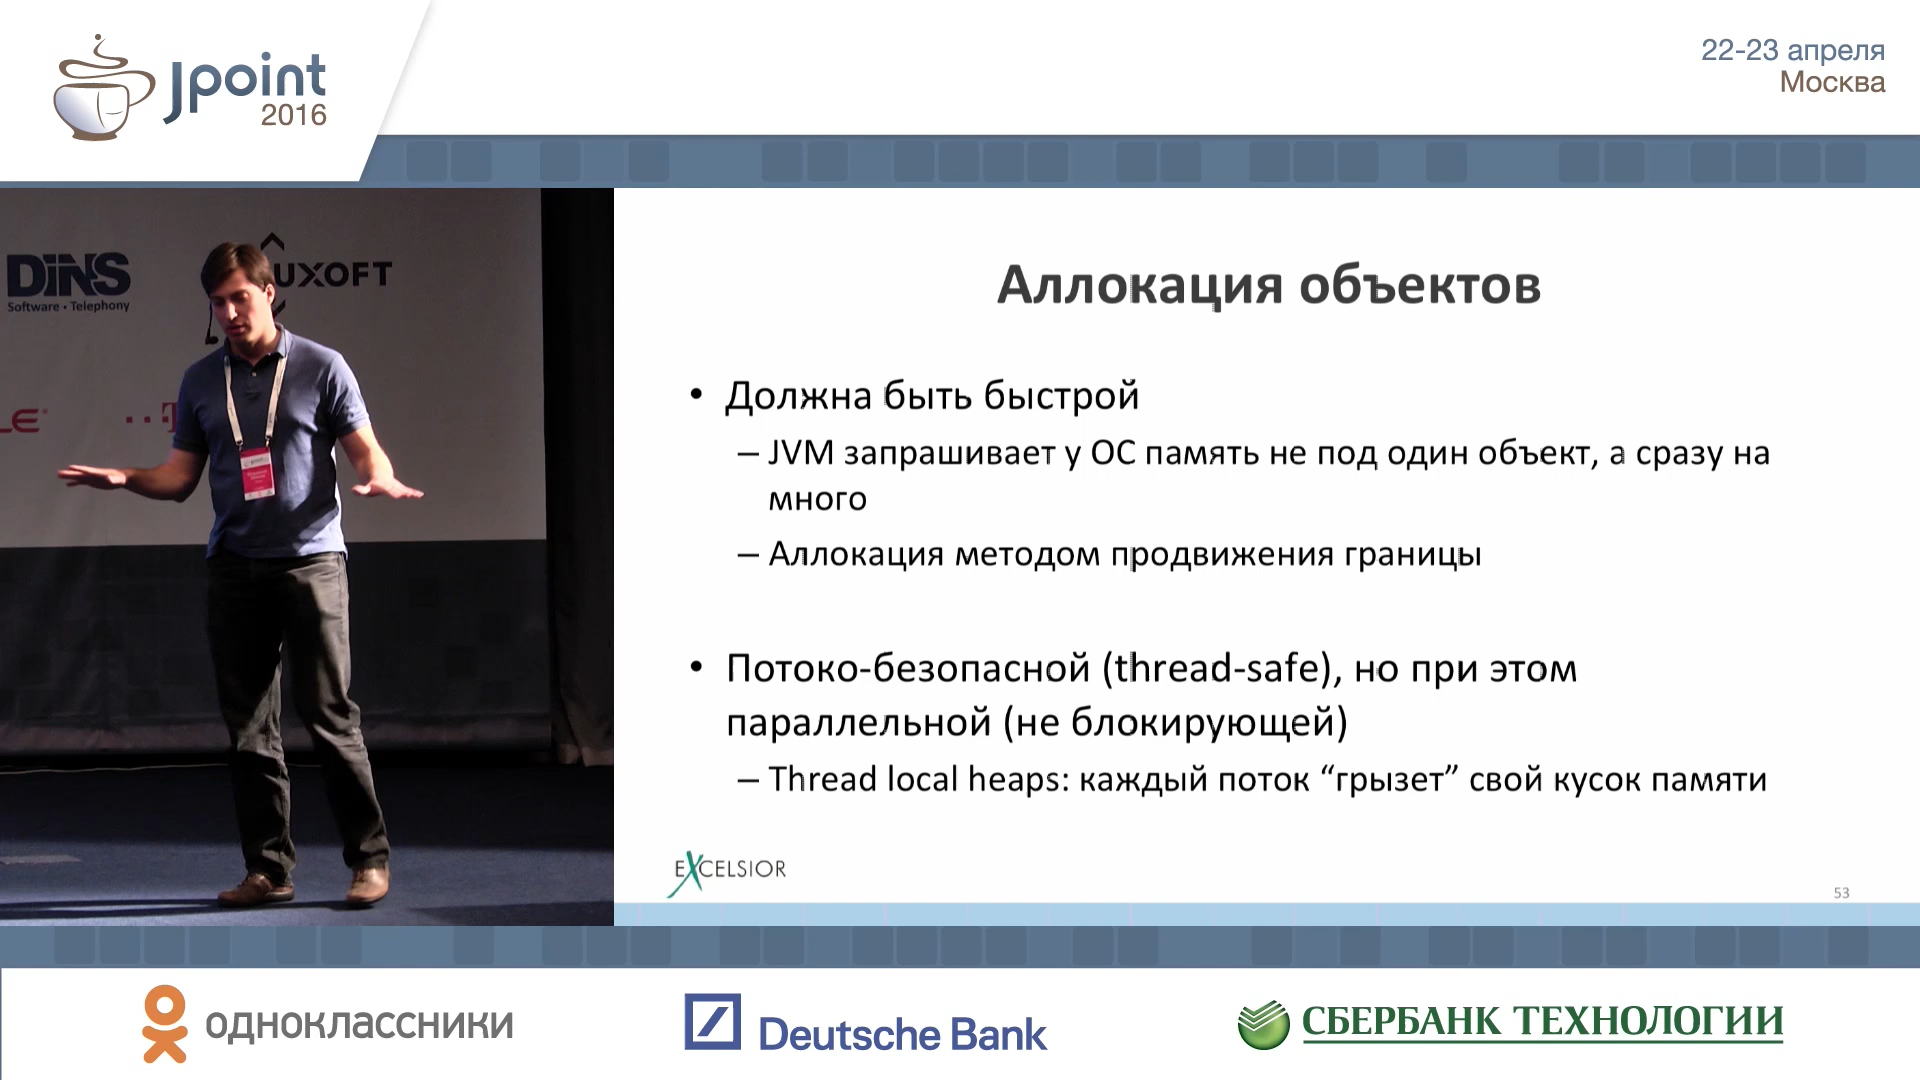 Jpoint
2016
22-23 апреля
Москва
DINS
Software • Telephony
UXOFT
LE
Аллокация объектов
• Должна быть быстрой
– JVM запрашивает у ОС память не под один объект, а сразу на
много
– Аллокация методом продвижения границы
• Потоко-безопасной (thread-safe), но при этом
параллельной (не блокирующей)
– Thread local heaps: каждый поток “грызет” свой кусок памяти
EXCELSIOR
53
одноклассники
Deutsche Bank
СБЕРБАНК ТЕХНОЛОГИИ